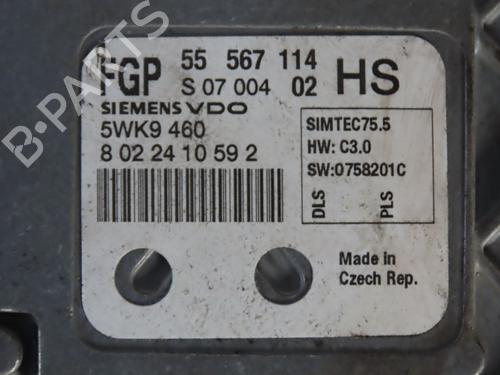 FGP 55 567 114 HS
S 07 004 02
SIEMENS VDO
5WK9 460
8 02 24 10 59 2
SIMTEC75.5
HW: C3.0
SW:0758201C
DLS PLS
Made in
Czech Rep.
B-PARTS